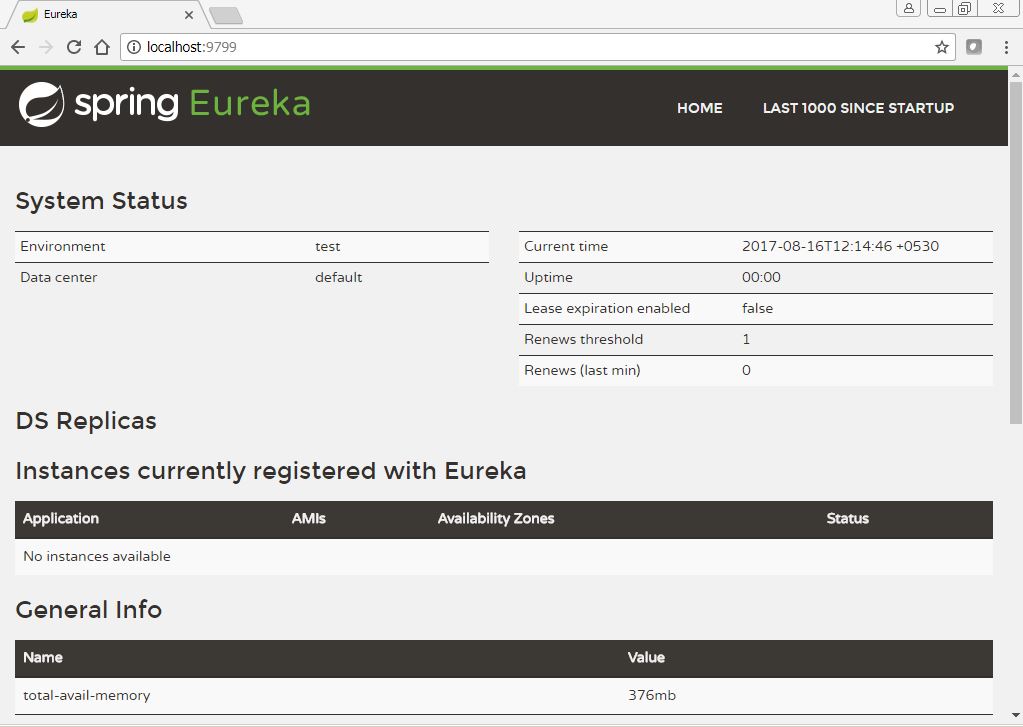 Eureka
localhost:9799
spring Eureka
HOME LAST 1000 SINCE STARTUP
System Status
Environment test
Data center default
Current time 2017-08-16T12:14:46 +0530
Uptime 00:00
Lease expiration enabled false
Renews threshold 1
Renews (last min) 0
DS Replicas
Instances currently registered with Eureka
Application AMIs Availability Zones Status
No instances available
General Info
Name Value
total-avail-memory 376mb